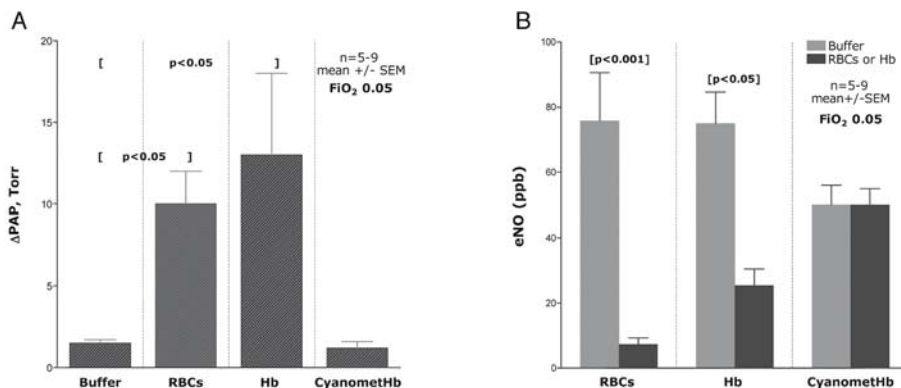 A
20
15
10
5
0
ΔPAP, Torr
[ p<0.05 ]
[ p<0.05 ]
n=5-9
mean +/- SEM
FiO₂ 0.05
Buffer RBCs Hb CyanometHb
B
100
80
60
40
20
0
eNO (ppb)
Buffer
RBCs or Hb
[p<0.001]
[p<0.05]
n=5-9
mean+/-SEM
FiO₂ 0.05
RBCs Hb CyanometHb